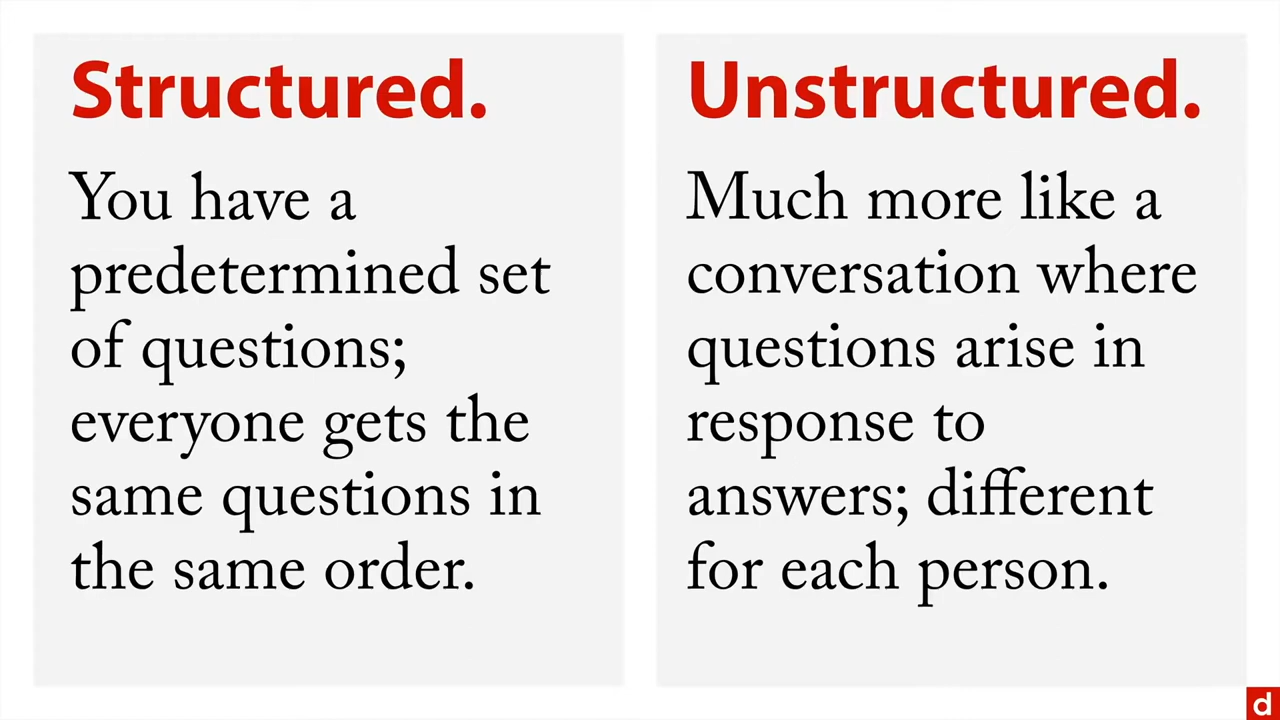 Structured.
You have a
predetermined set
of questions;
everyone gets the
same questions in
the same order.
Unstructured.
Much more like a
conversation where
questions arise in
response to
answers; different
for each person.
d